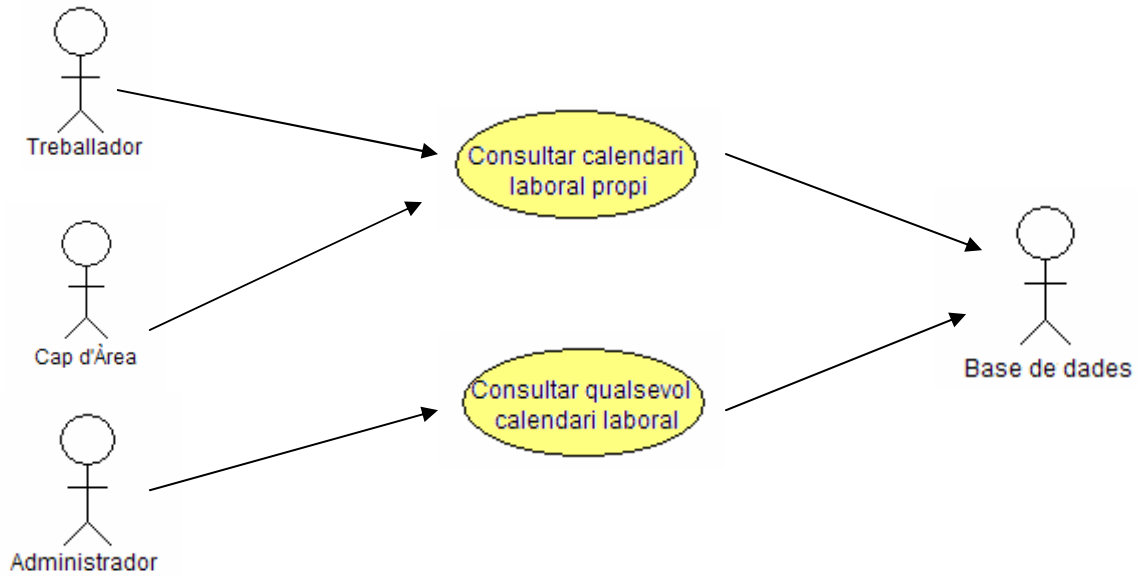 Treballador
Consultar calendari
laboral propi
Cap d'Àrea
Base de dades
Consultar qualsevol
calendari laboral
Administrador